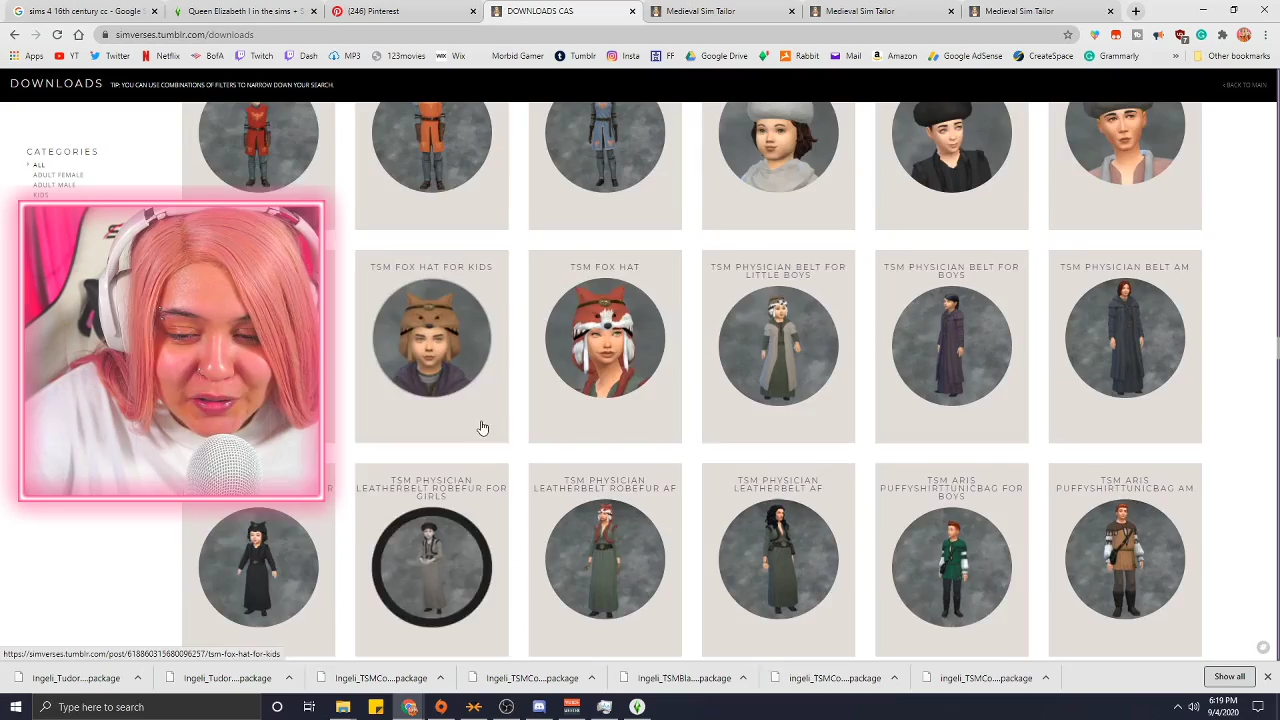 sims 4 16th century cc - Google S
Queen Elizabeth I in the sims + S
(246) Pinterest
DOWNLOADS CAS
Medieval Sim Tailor
Medieval Sim Tailor
Medieval Sim Tailor
simverses.tumblr.com/downloads
Apps
YT
Twitter
Netflix
BofA
Twitch
Dash
MP3
123movies
Wix
Morbid Gamer
Tumblr
Insta
FF
Google Drive
Rabbit
Mail
Amazon
Google AdSense
CreateSpace
Grammarly
»
Other bookmarks
DOWNLOADS
TIP: YOU CAN USE COMBINATIONS OF FILTERS TO NARROW DOWN YOUR SEARCH.
< BACK TO MAIN
CATEGORIES
ALL
ADULT FEMALE
ADULT MALE
KIDS
TSM FOX HAT FOR KIDS
TSM FOX HAT
TSM PHYSICIAN BELT FOR
LITTLE BOYS
TSM PHYSICIAN BELT FOR
BOYS
TSM PHYSICIAN BELT AM
R
TSM PHYSICIAN
LEATHERBELT ROBEFUR FOR
GIRLS
TSM PHYSICIAN
LEATHERBELT ROBEFUR AF
TSM PHYSICIAN
LEATHERBELT AF
TSM ARIS
PUFFYSHIRTTUNICBAG FOR
BOYS
TSM ARIS
PUFFYSHIRTTUNICBAG AM
https://simverses.tumblr.com/post/618860315680096257/tsm-fox-hat-for-kids
Ingeli_Tudor....package
Ingeli_Tudor....package
Ingeli_TSMCo....package
ingeli_TSMCo....package
Ingeli_TSMBla....package
ingeli_TSMCo....package
ingeli_TSMCo....package
Show all
Type here to search
6:19 PM
9/4/2020